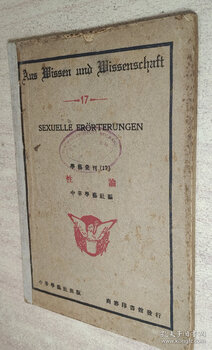 Aus Wissen und Wissenschaft
17
SEXUELLE ERÖRTERUNGEN
學藝彙刊(17)
性論
中華學藝社編
中華學藝社出版
商務印書館發行